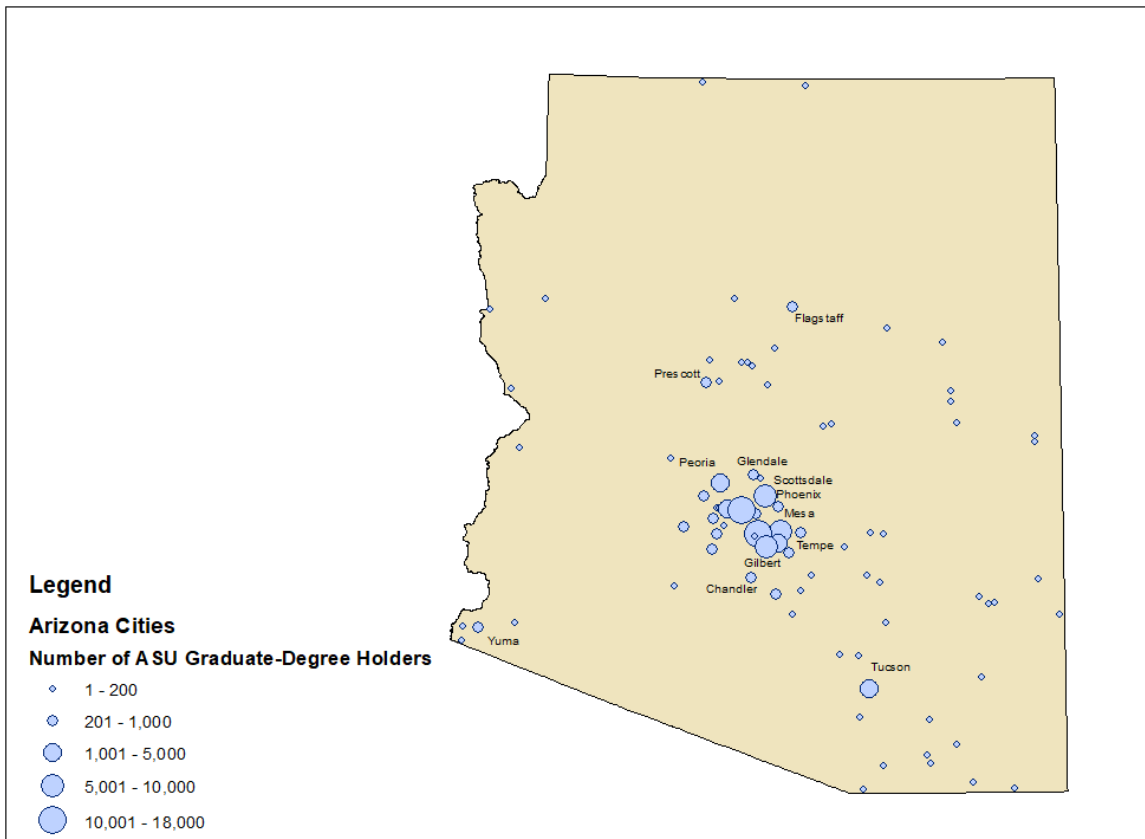 Flagstaff
Prescott
Peoria
Glendale
Scottsdale
Phoenix
Mesa
Tempe
Gilbert
Chandler
Yuma
Tucson
Legend
Arizona Cities
Number of ASU Graduate-Degree Holders
1 - 200
201 - 1,000
1,001 - 5,000
5,001 - 10,000
10,001 - 18,000